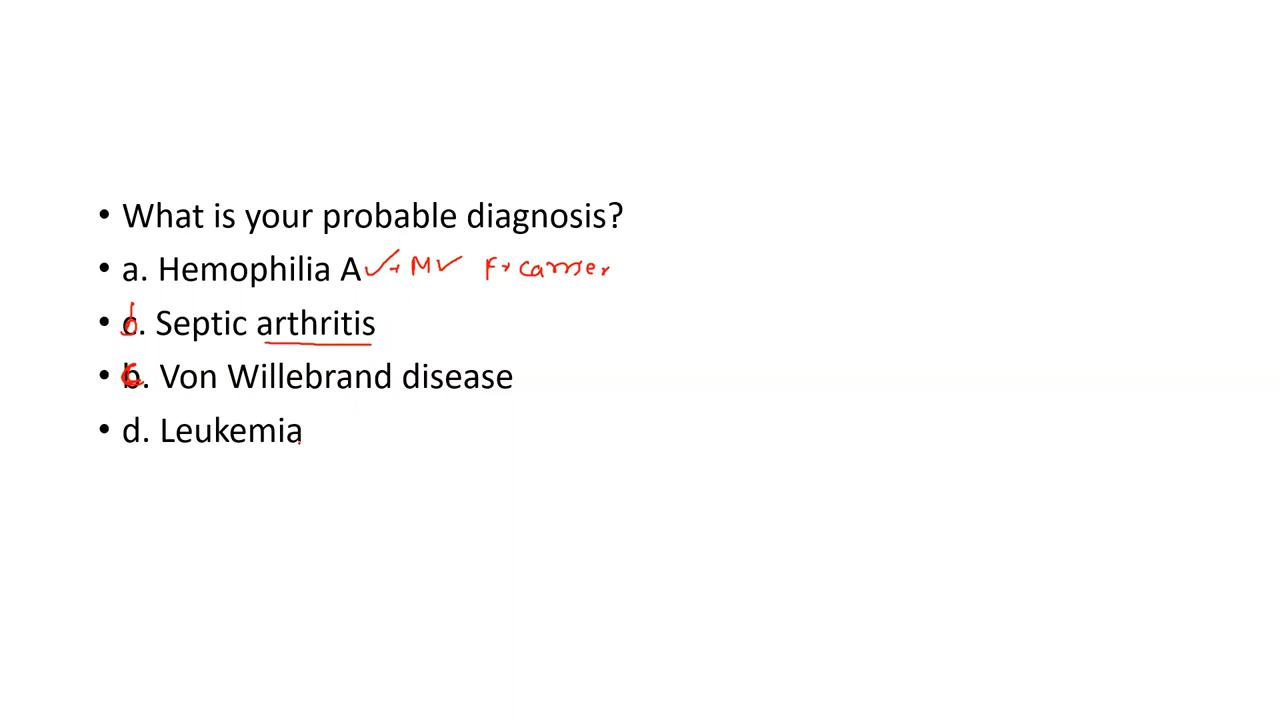 • What is your probable diagnosis?
• a. Hemophilia A ✓ M✓ F carrier
• b. Septic arthritis
• c. Von Willebrand disease
• d. Leukemia